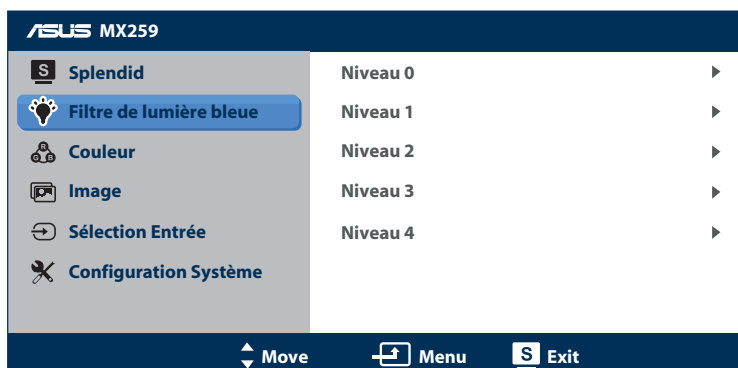 ASUS MX259
S Splendid
Filtre de lumière bleue
R G B Couleur
Image
Sélection Entrée
Configuration Système
Niveau 0
Niveau 1
Niveau 2
Niveau 3
Niveau 4
Move Menu S Exit